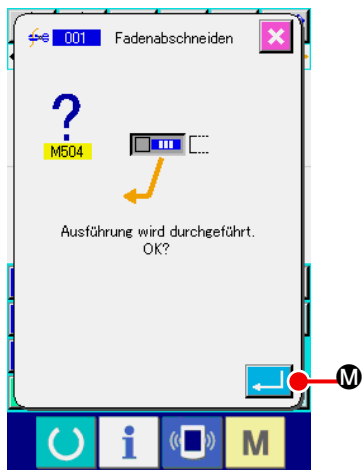 001 Fadenabschneiden
?
M504
Ausführung wird durchgeführt.
OK?
M
i M